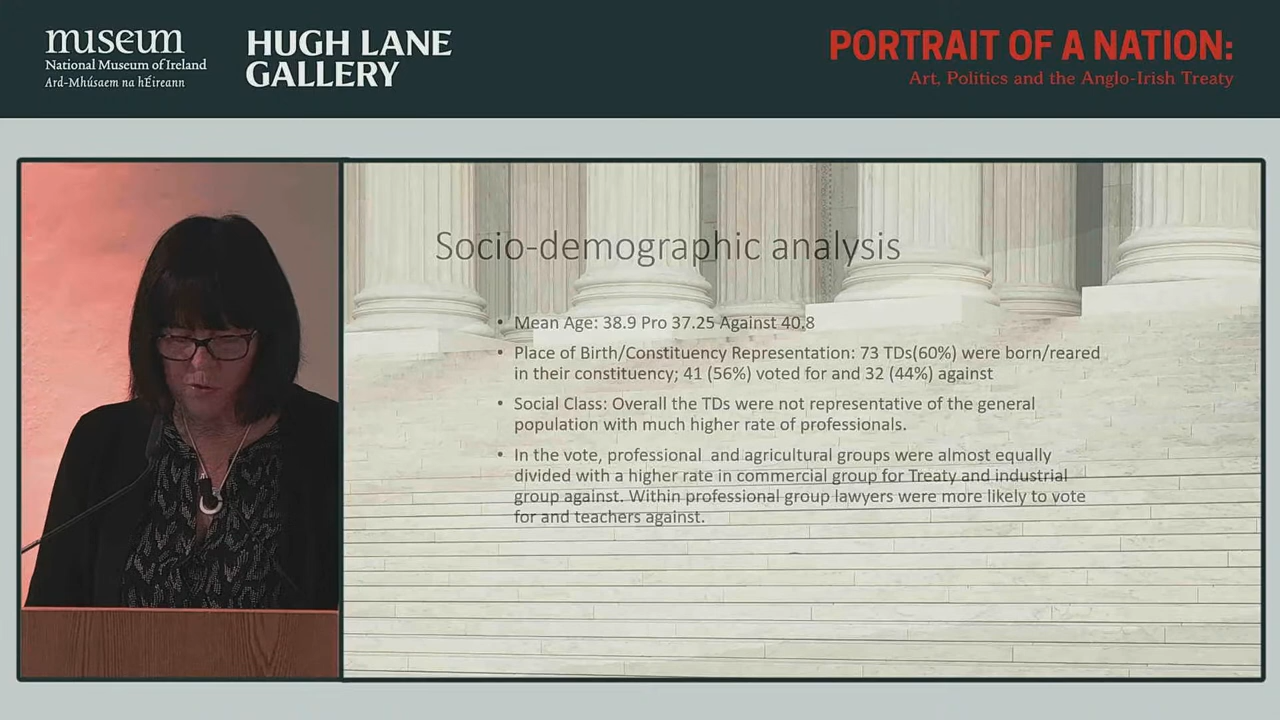 museum
National Museum of Ireland
Ard-Mhúsaem na hÉireann
HUGH LANE
GALLERY
PORTRAIT OF A NATION:
Art, Politics and the Anglo-Irish Treaty
Socio-demographic analysis
• Mean Age: 38.9 Pro 37.25 Against 40.8
• Place of Birth/Constituency Representation: 73 TDs(60%) were born/reared
in their constituency; 41 (56%) voted for and 32 (44%) against
• Social Class: Overall the TDs were not representative of the general
population with much higher rate of professionals.
• In the vote, professional and agricultural groups were almost equally
divided with a higher rate in commercial group for Treaty and industrial
group against. Within professional group lawyers were more likely to vote
for and teachers against.